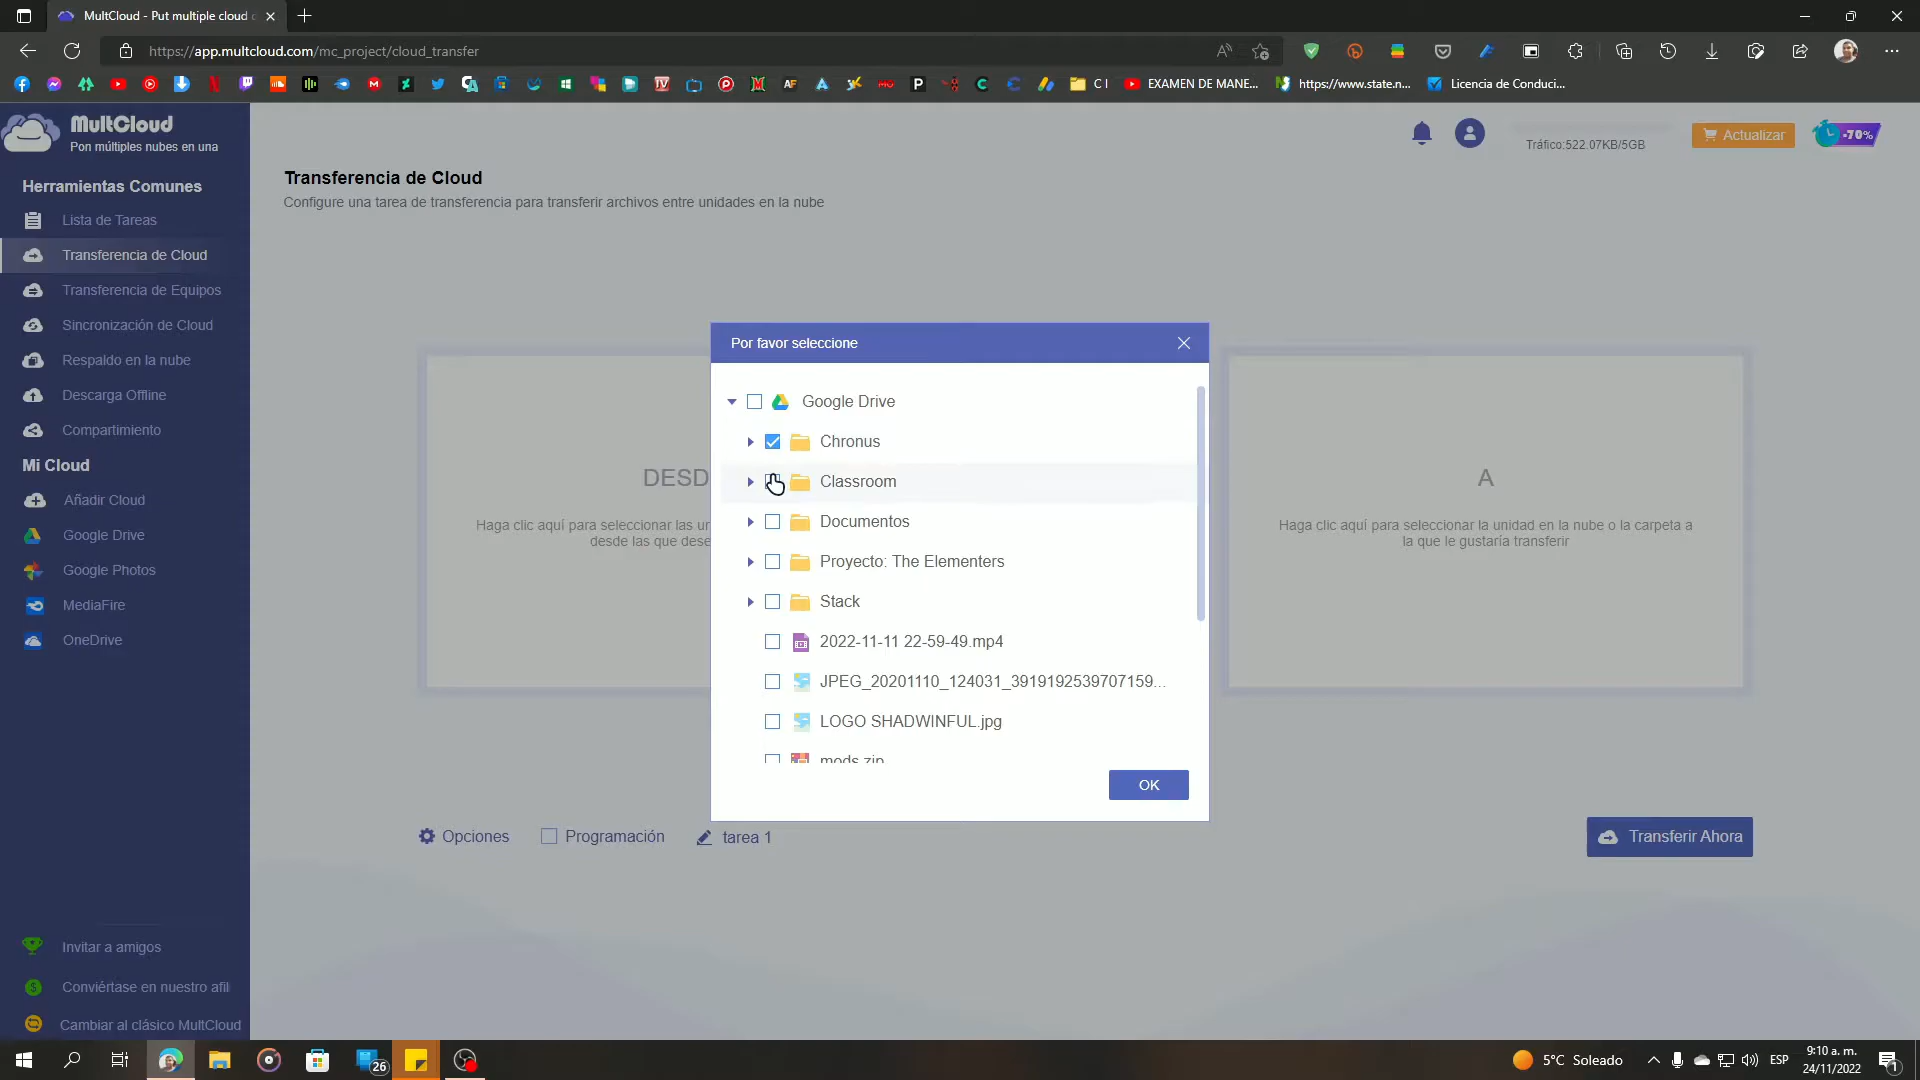 MultCloud - Put multiple cloud
https://app.multcloud.com/mc_project/cloud_transfer
C I
EXAMEN DE MANE...
https://www.state.n...
Licencia de Conduci...
MultCloud
Pon múltiples nubes en una
Tráfico:522.07KB/5GB
Actualizar
-70%
Herramientas Comunes
Lista de Tareas
Transferencia de Cloud
Transferencia de Equipos
Sincronización de Cloud
Respaldo en la nube
Descarga Offline
Compartimiento
Mi Cloud
Añadir Cloud
Google Drive
Google Photos
MediaFire
OneDrive
Invitar a amigos
Conviértase en nuestro afil
Cambiar al clásico MultCloud
Transferencia de Cloud
Configure una tarea de transferencia para transferir archivos entre unidades en la nube
DESD
Haga clic aquí para seleccionar las un
desde las que dese
Por favor seleccione
Google Drive
Chronus
Classroom
Documentos
Proyecto: The Elementers
Stack
2022-11-11 22-59-49.mp4
JPEG_20201110_124031_3919192539707159...
LOGO SHADWINFUL.jpg
mods.zip
OK
A
Haga clic aquí para seleccionar la unidad en la nube o la carpeta a
la que le gustaría transferir
Opciones
Programación
tarea 1
Transferir Ahora
26
5°C Soleado
ESP
9:10 a. m.
24/11/2022
1